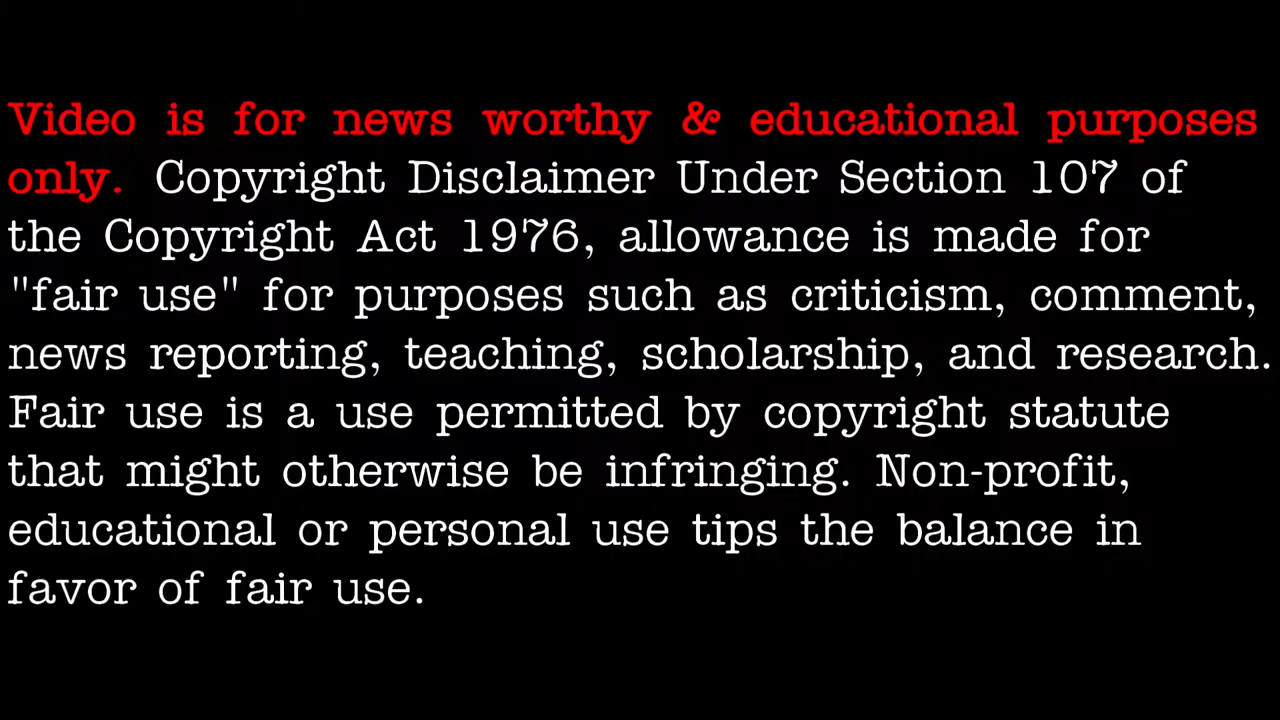 Video is for news worthy & educational purposes
only. Copyright Disclaimer Under Section 107 of
the Copyright Act 1976, allowance is made for
"fair use" for purposes such as criticism, comment,
news reporting, teaching, scholarship, and research.
Fair use is a use permitted by copyright statute
that might otherwise be infringing. Non-profit,
educational or personal use tips the balance in
favor of fair use.